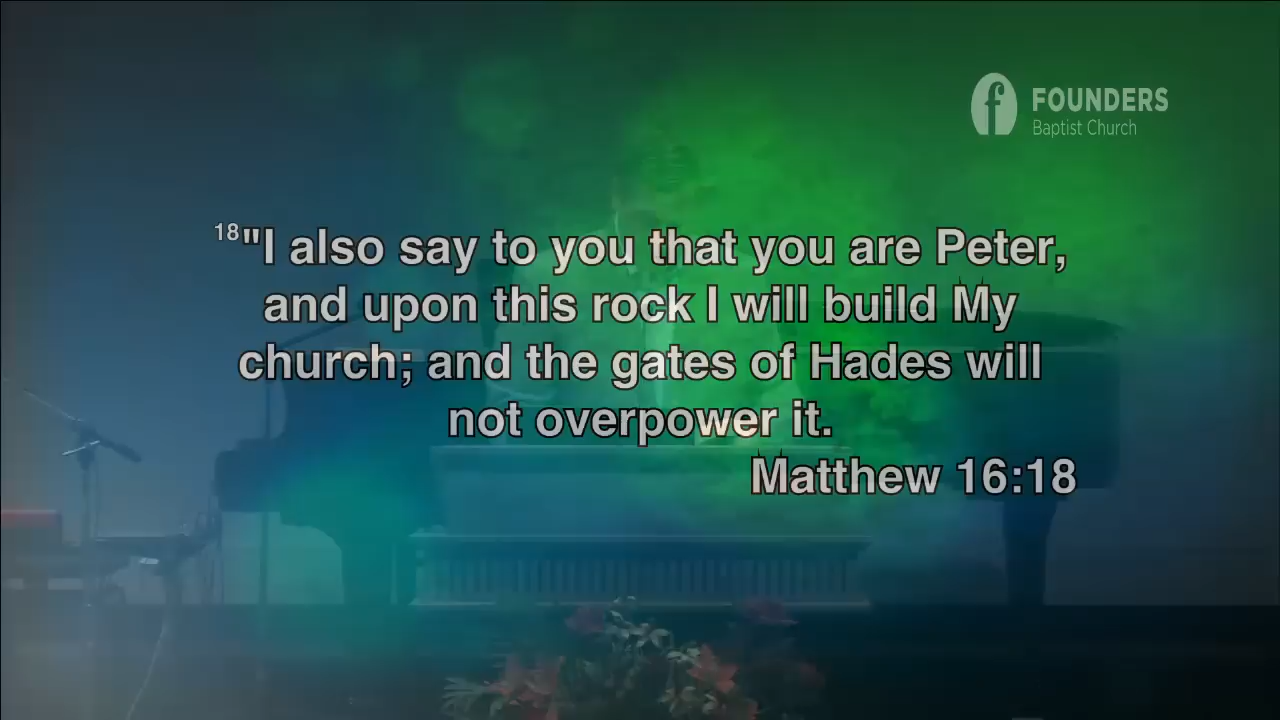 FOUNDERS
Baptist Church
18"I also say to you that you are Peter,
and upon this rock I will build My
church; and the gates of Hades will
not overpower it.
Matthew 16:18